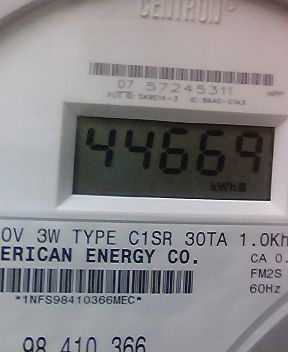 CENTRON
07 57245311
44669
kWh
0V 3W TYPE C1SR 30TA 1.0Kh
ERICAN ENERGY CO.
CA 0.
FM2S
60Hz
*1NFS98410366MEC*
98 410 366